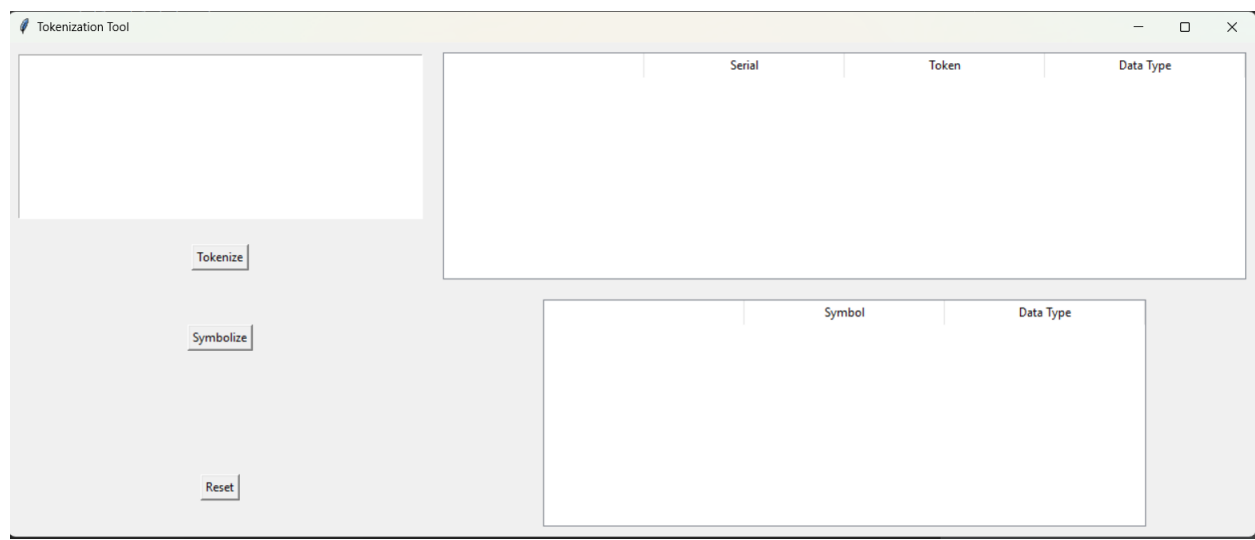 Tokenization Tool
Serial Token Data Type
Tokenize
Symbol Data Type
Symbolize
Reset